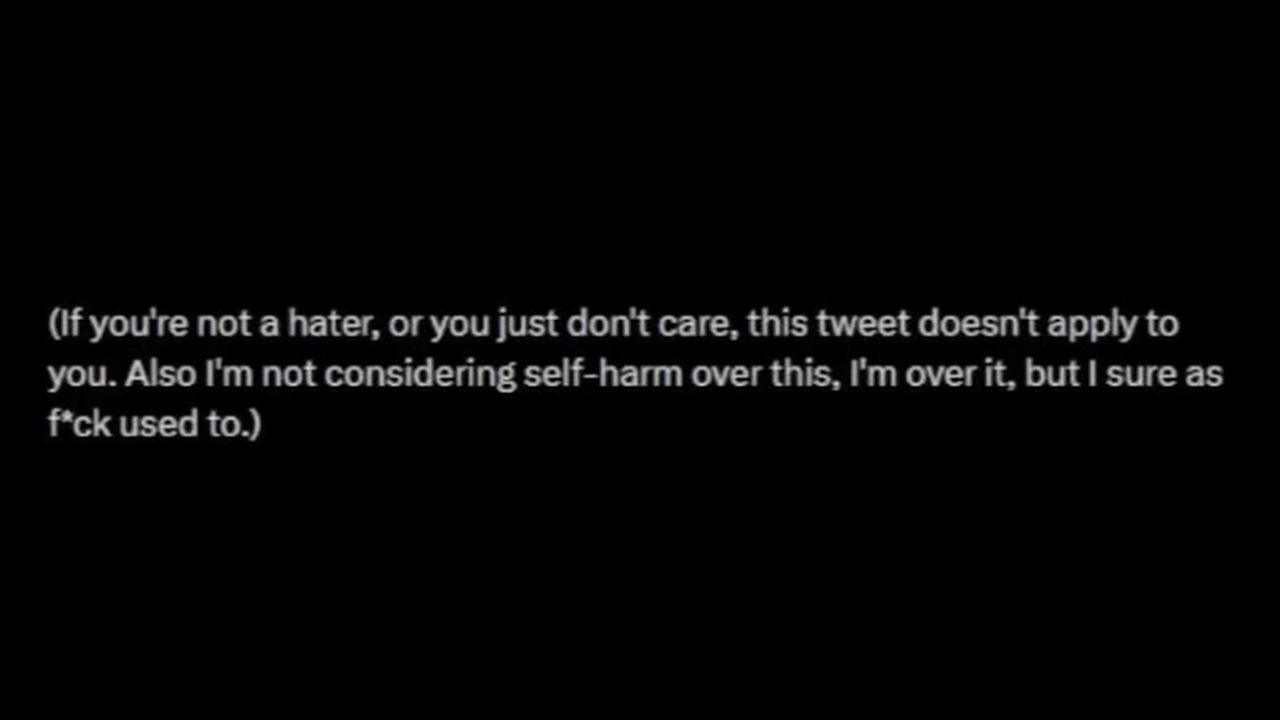 (If you're not a hater, or you just don't care, this tweet doesn't apply to
you. Also I'm not considering self-harm over this, I'm over it, but I sure as
f*ck used to.)